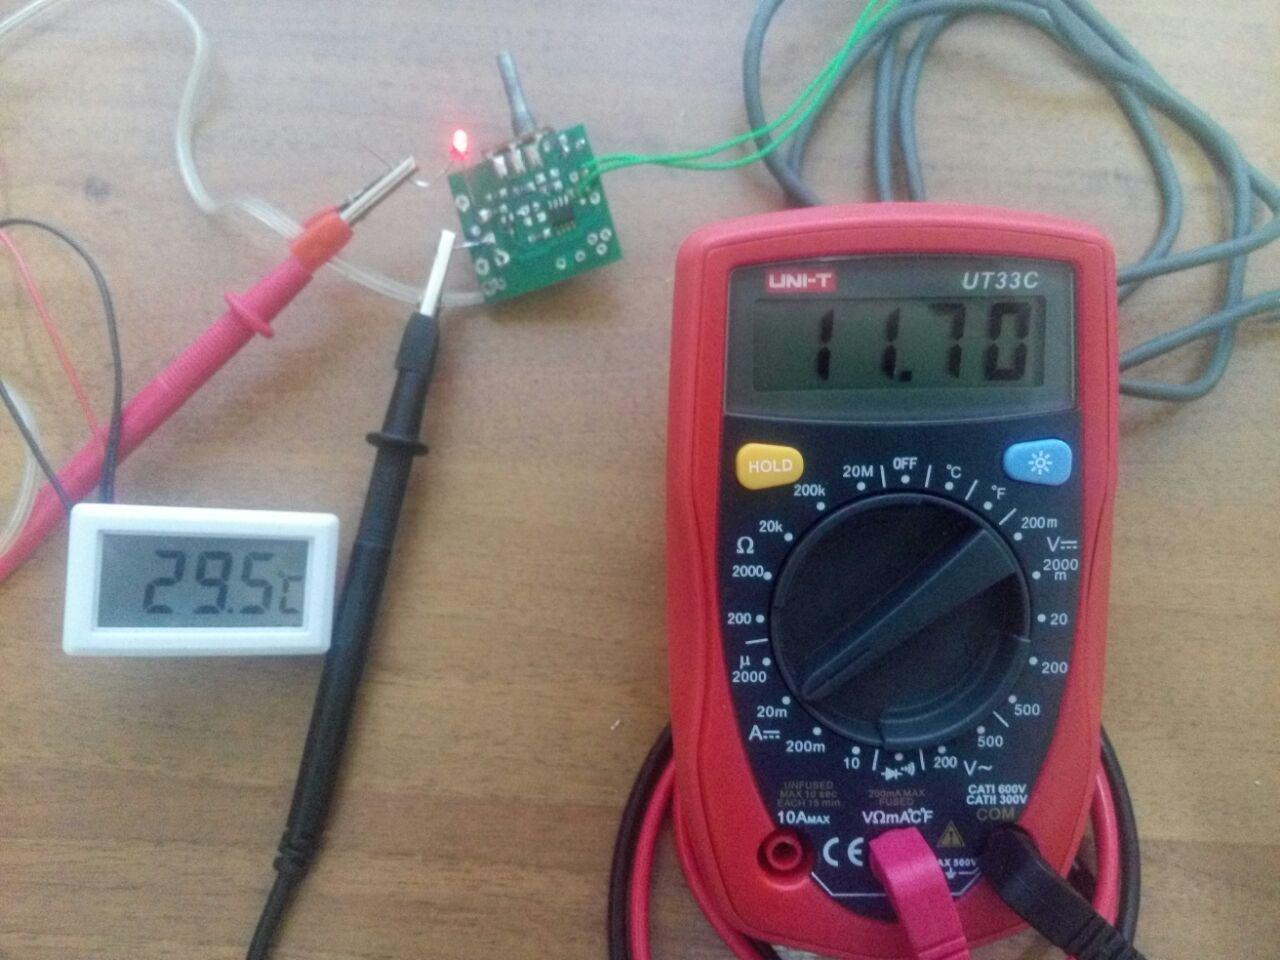 UNI-T UT33C
11.70
HOLD
20M OFF °C
200k °F
20k 200m
Ω V⎓
2000 2000
m
200 20
μ 200
2000
20m 500
A⎓ 200m 500
10 200 V~
UNFUSED
MAX 10 sec
EACH 15 min
200mA MAX
FUSED
CATI 600V
CATII 300V
10AMAX VΩmA°C°F COM
CE
AX 500V
29.5℃